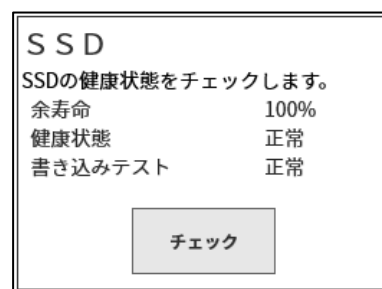 ＳＳＤ
SSDの健康状態をチェックします。
余寿命 100%
健康状態 正常
書き込みテスト 正常
チェック